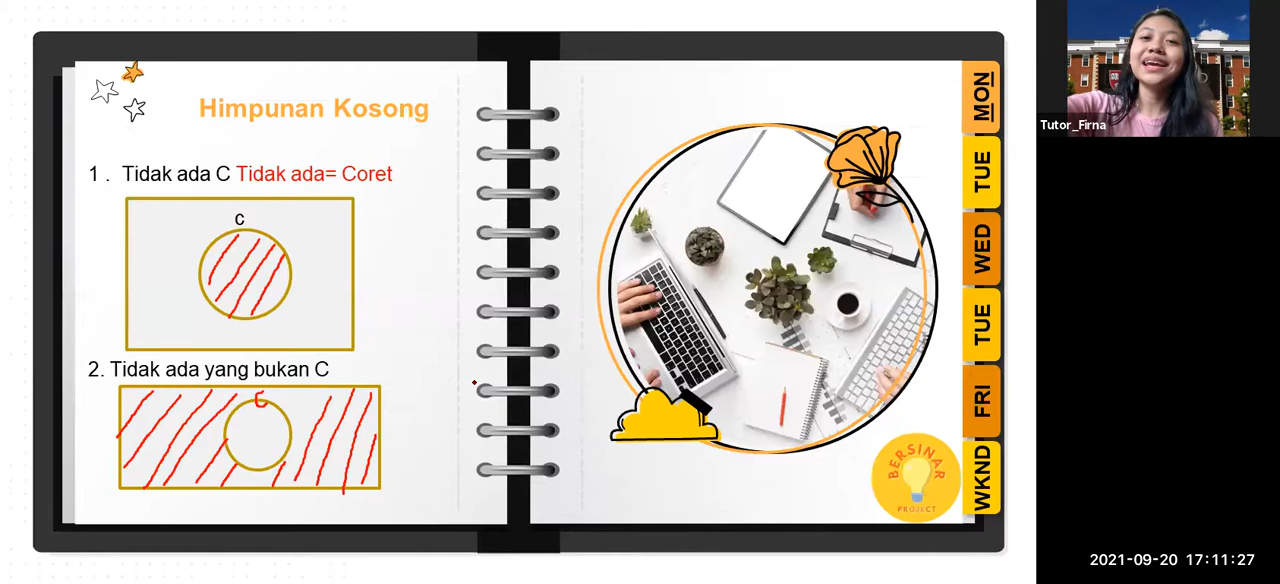 Himpunan Kosong
1 . Tidak ada C Tidak ada= Coret
C
2. Tidak ada yang bukan C
C
MON
TUE
WED
TUE
FRI
WKND
BERSINAR
PROJECT
Tutor_Firna
2021-09-20 17:11:27